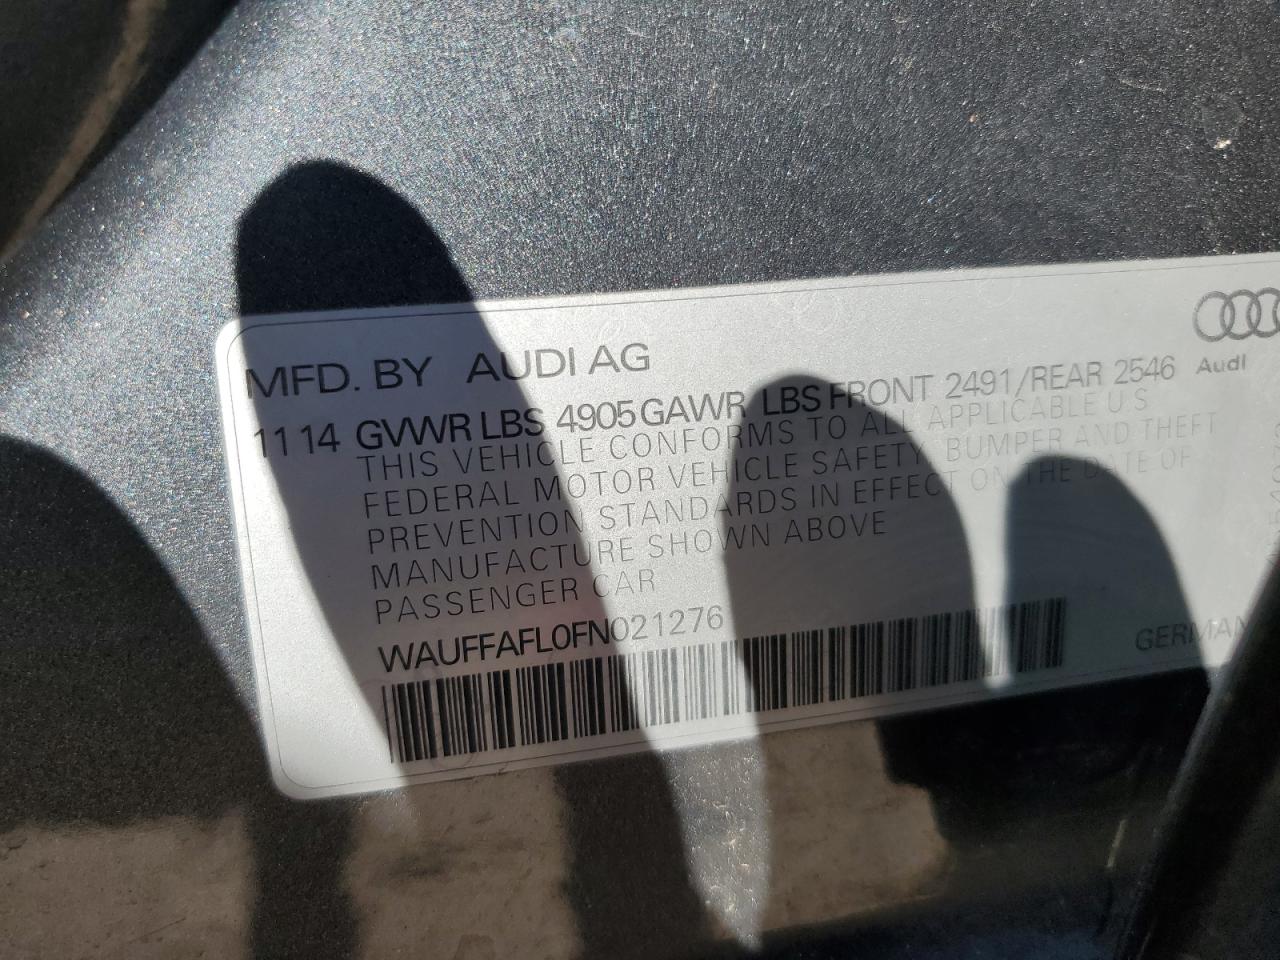 MFD. BY AUDI AG
Audi
11 14 GVWR LBS 4905 GAWR LBS FRONT 2491/REAR 2546
THIS VEHICLE CONFORMS TO ALL APPLICABLE U S
FEDERAL MOTOR VEHICLE SAFETY, BUMPER AND THEFT
PREVENTION STANDARDS IN EFFECT ON THE DATE OF
MANUFACTURE SHOWN ABOVE
PASSENGER CAR
WAUFFAFL0FN021276